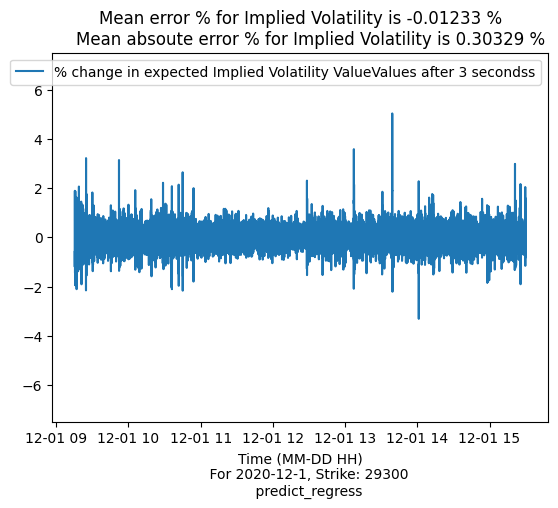 Mean error % for Implied Volatility is -0.01233 %
Mean absoute error % for Implied Volatility is 0.30329 %
% change in expected Implied Volatility ValueValues after 3 secondss
6
4
2
0
−2
−4
−6
12-01 09 12-01 10 12-01 11 12-01 12 12-01 13 12-01 14 12-01 15
Time (MM-DD HH)
For 2020-12-1, Strike: 29300
predict_regress